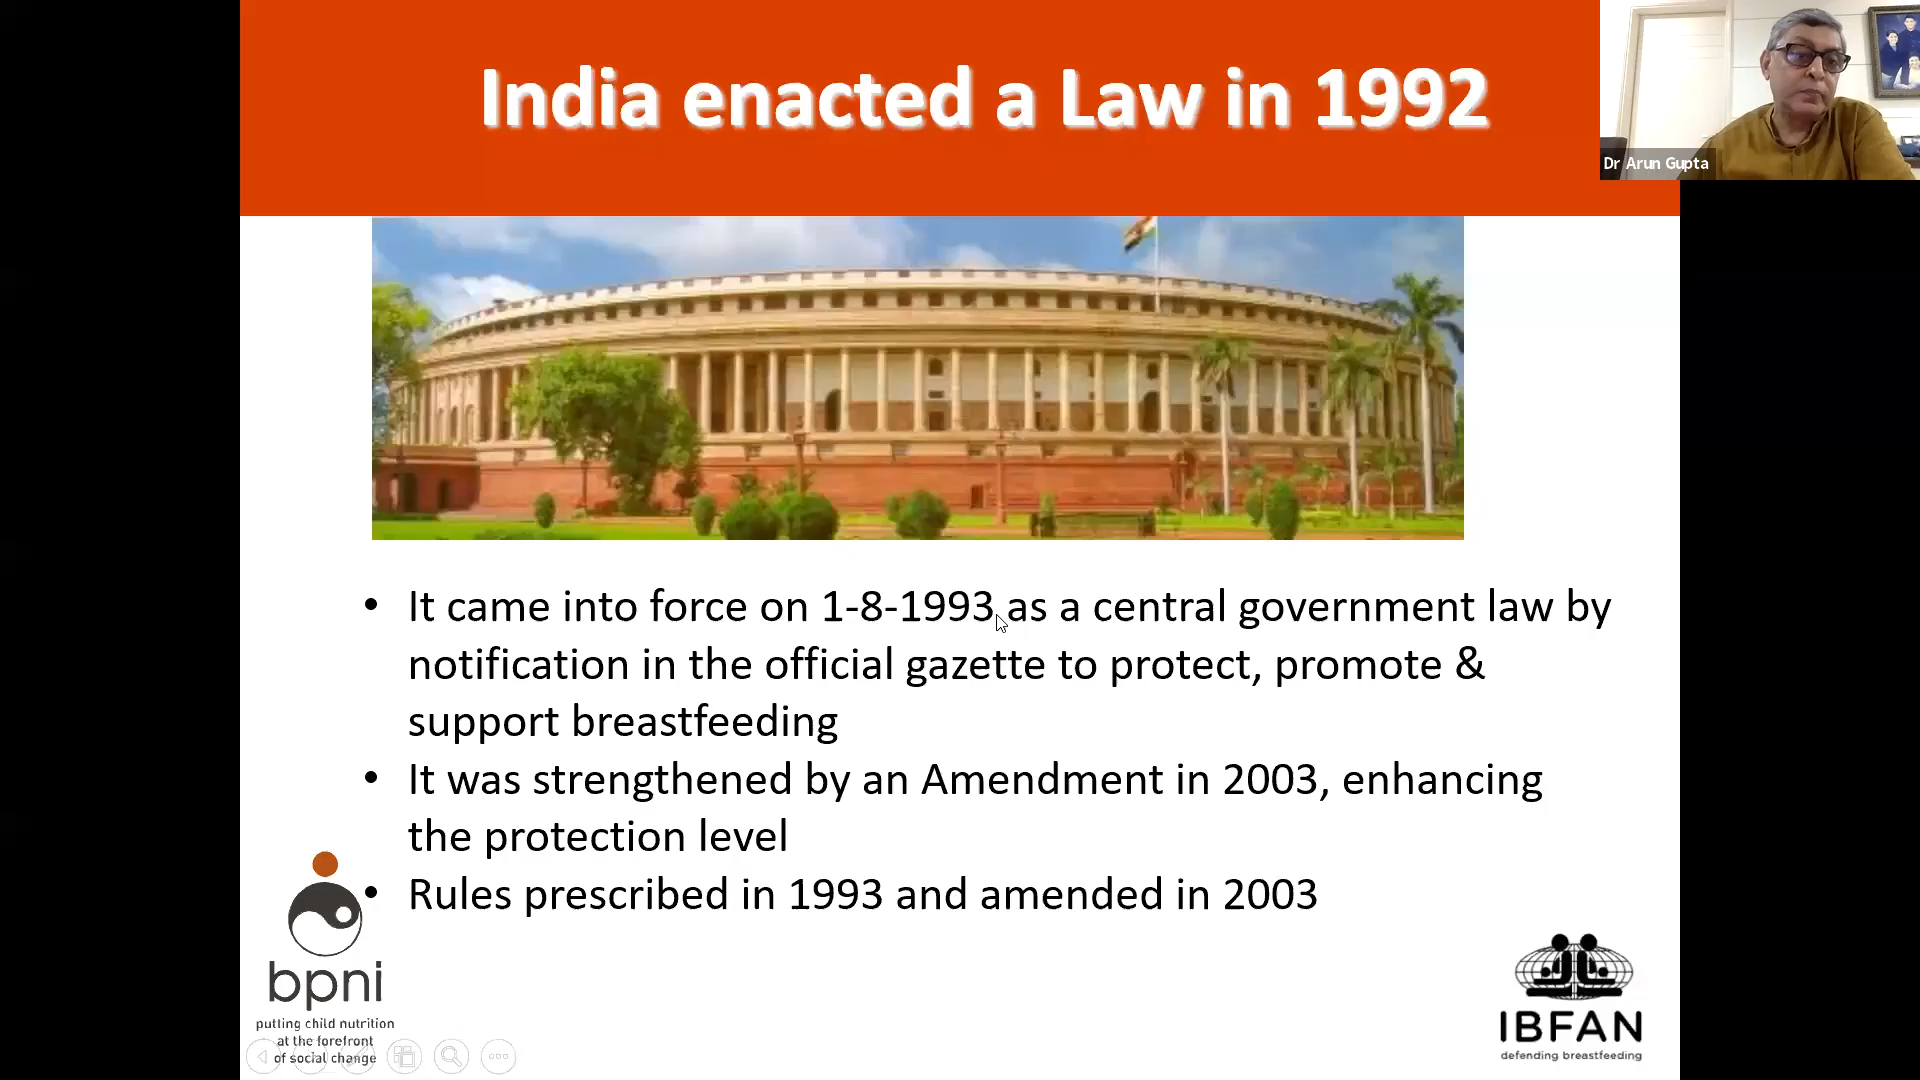 India enacted a Law in 1992
Dr Arun Gupta
• It came into force on 1-8-1993 as a central government law by
notification in the official gazette to protect, promote &
support breastfeeding
• It was strengthened by an Amendment in 2003, enhancing
the protection level
• Rules prescribed in 1993 and amended in 2003
bpni
putting child nutrition
at the forefront
of social change
IBFAN
defending breastfeeding